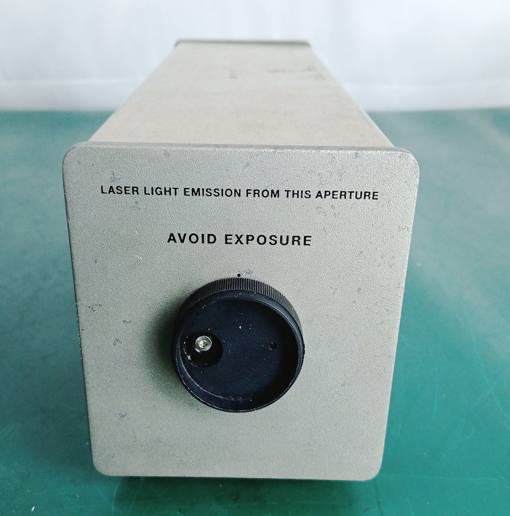 LASER LIGHT EMISSION FROM THIS APERTURE
AVOID EXPOSURE